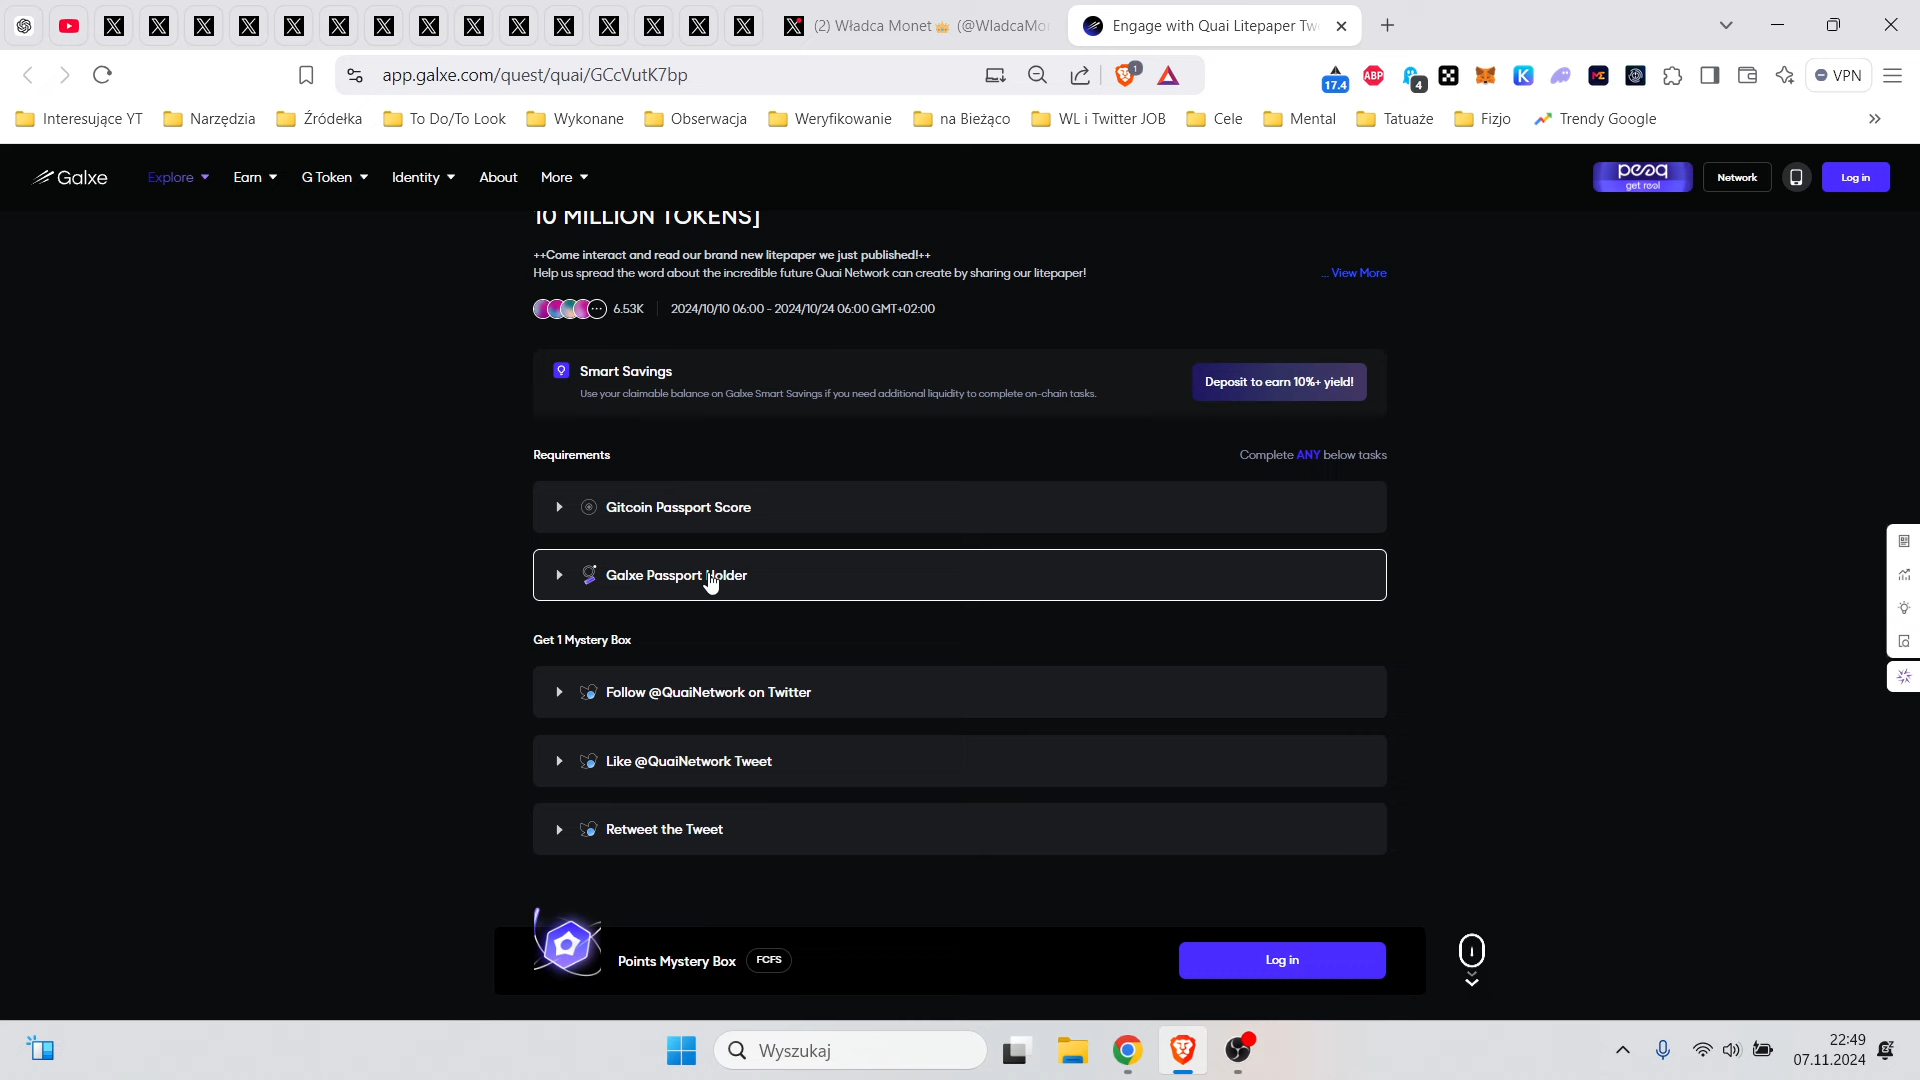 (2) Władca Monet👑 (@WladcaMo
Engage with Quai Litepaper Tw
app.galxe.com/quest/quai/GCcVutK7bp
1
17.4
ABP
4
VPN
Interesujące YT
Narzędzia
Źródełka
To Do/To Look
Wykonane
Obserwacja
Weryfikowanie
na Bieżąco
WL i Twitter JOB
Cele
Mental
Tatuaże
Fizjo
Trendy Google
»
Galxe
Explore
Earn
G Token
Identity
About
More
peaq
get real
Network
Log in
10 MILLION TOKENS]
++Come interact and read our brand new litepaper we just published!++
Help us spread the word about the incredible future Quai Network can create by sharing our litepaper!
... View More
6.53K
2024/10/10 06:00 - 2024/10/24 06:00 GMT+02:00
Smart Savings
Use your claimable balance on Galxe Smart Savings if you need additional liquidity to complete on-chain tasks.
Deposit to earn 10%+ yield!
Requirements
Complete ANY below tasks
Gitcoin Passport Score
Galxe Passport Holder
Get 1 Mystery Box
Follow @QuaiNetwork on Twitter
Like @QuaiNetwork Tweet
Retweet the Tweet
Points Mystery Box
FCFS
Log in
Wyszukaj
22:49
07.11.2024